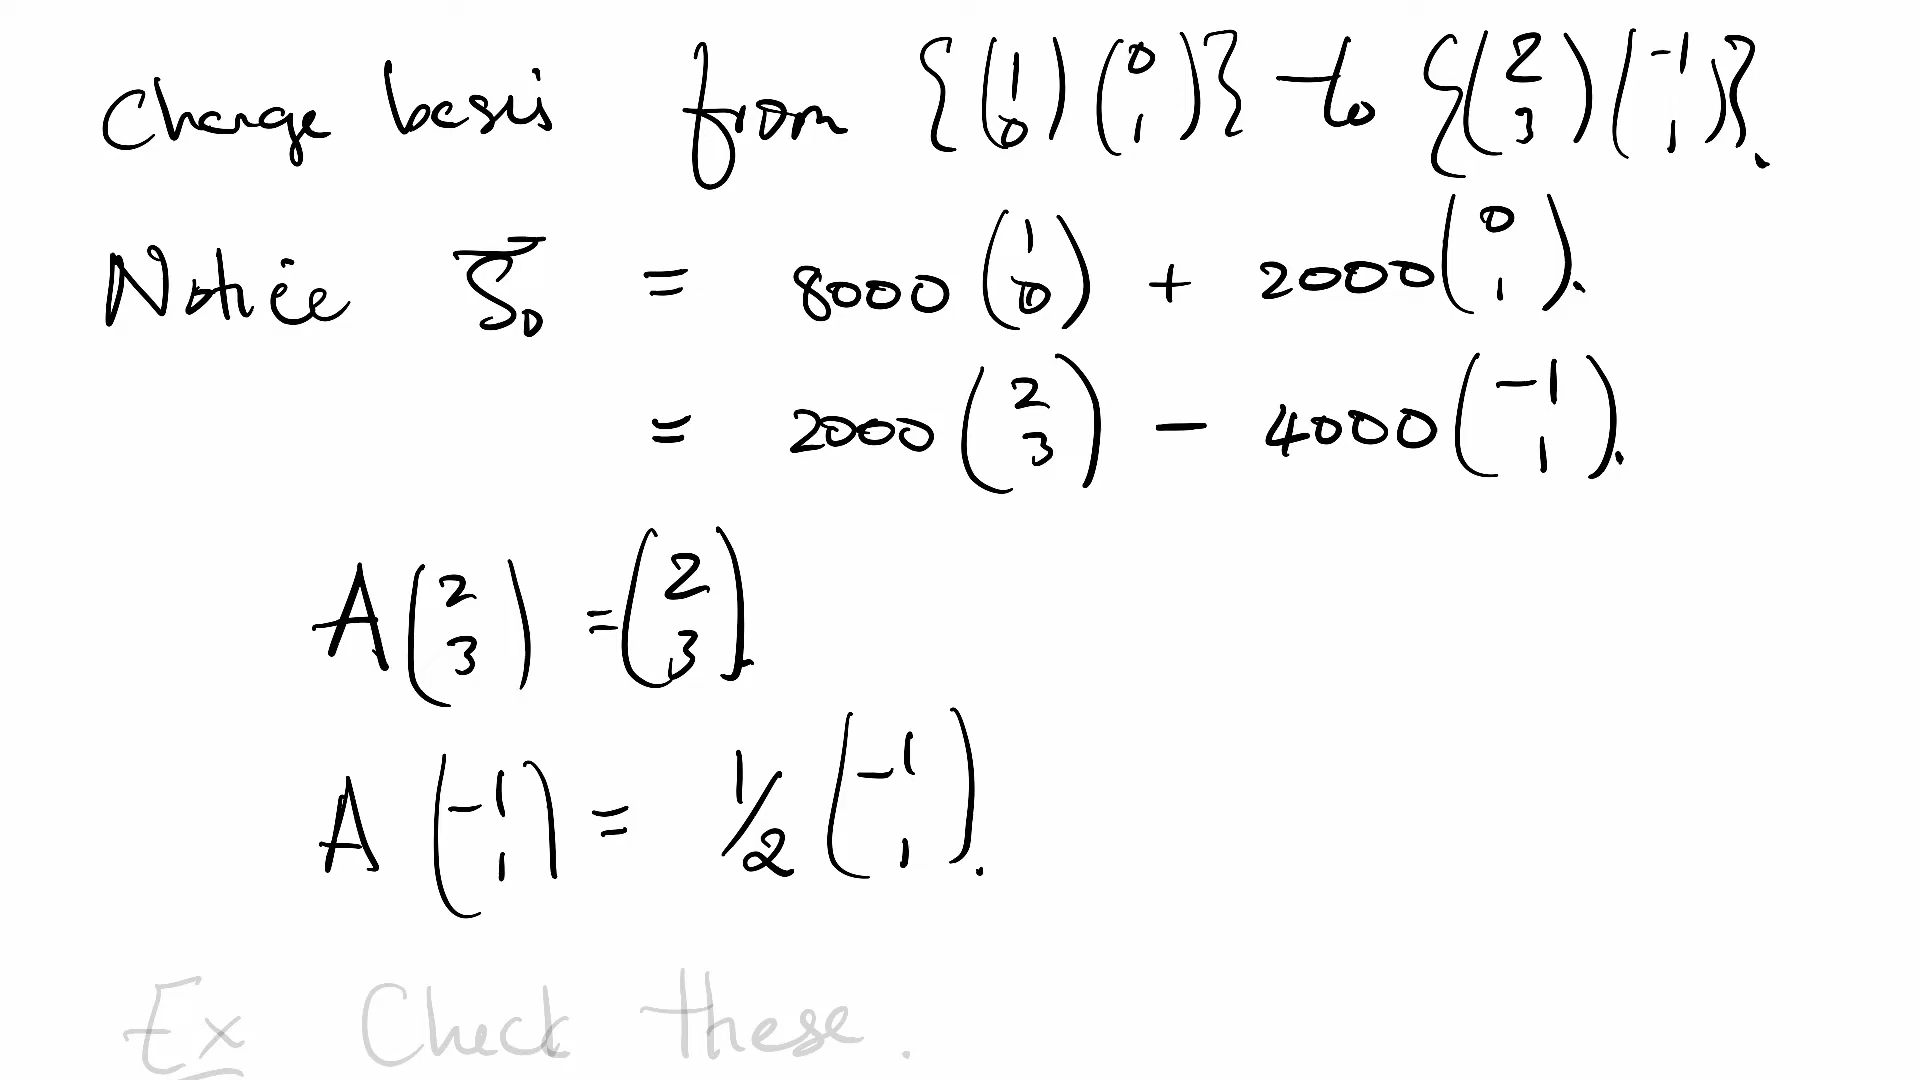 Change basis from {(1 0) (0 1)} to {(2 3) (-1 1)}.
Notice S⃗₀ = 8000 (1 0) + 2000 (0 1).
= 2000 (2 3) - 4000 (-1 1).
A (2 3) = (2 3).
A (-1 1) = 1/2 (-1 1).
Ex Check these.